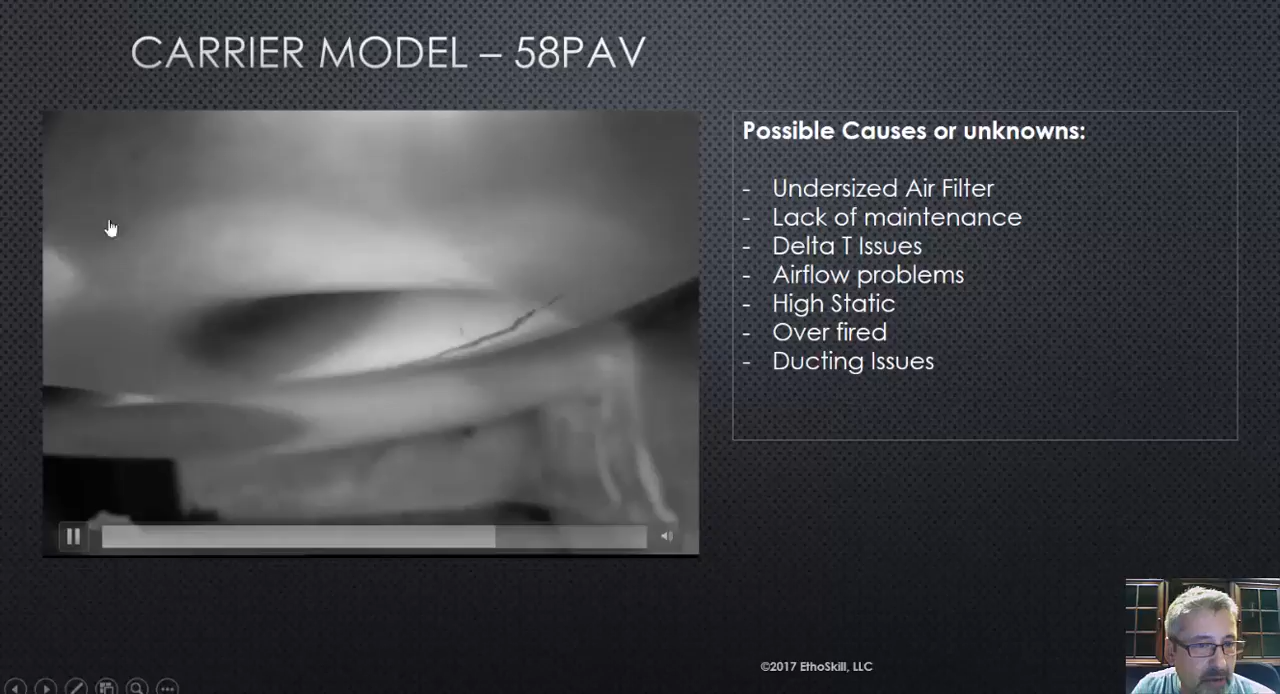 CARRIER MODEL – 58PAV
Possible Causes or unknowns:
- Undersized Air Filter
- Lack of maintenance
- Delta T Issues
- Airflow problems
- High Static
- Over fired
- Ducting Issues
©2017 EthoSkill, LLC